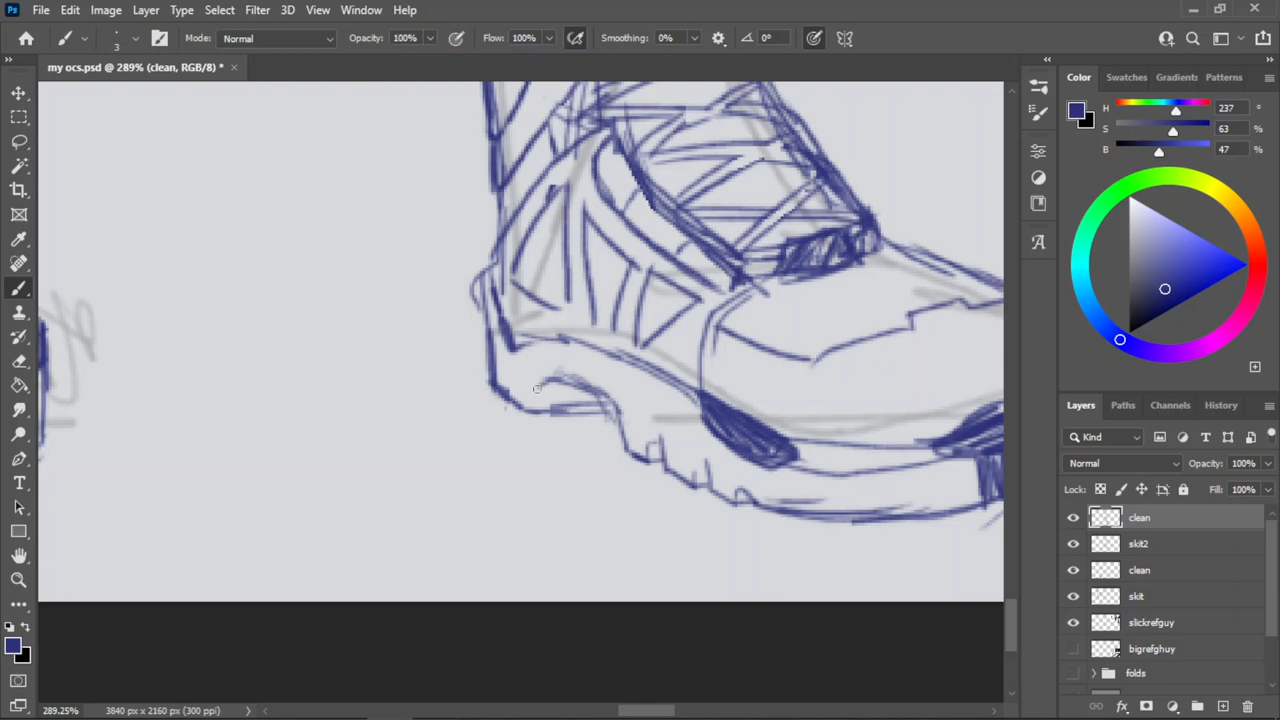 Ps File Edit Image Layer Type Select Filter 3D View Window Help
3 Mode: Normal Opacity: 100% Flow: 100% Smoothing: 0% 0°
my ocs.psd @ 289% (clean, RGB/8) * ×
Color Swatches Gradients Patterns
H 237 °
S 63 %
B 47 %
Layers Paths Channels History
Kind
Normal Opacity: 100%
Lock: Fill: 100%
clean
skit2
clean
skit
slickrefguy
bigrefghuy
folds
289.25% 3840 px x 2160 px (300 ppi)